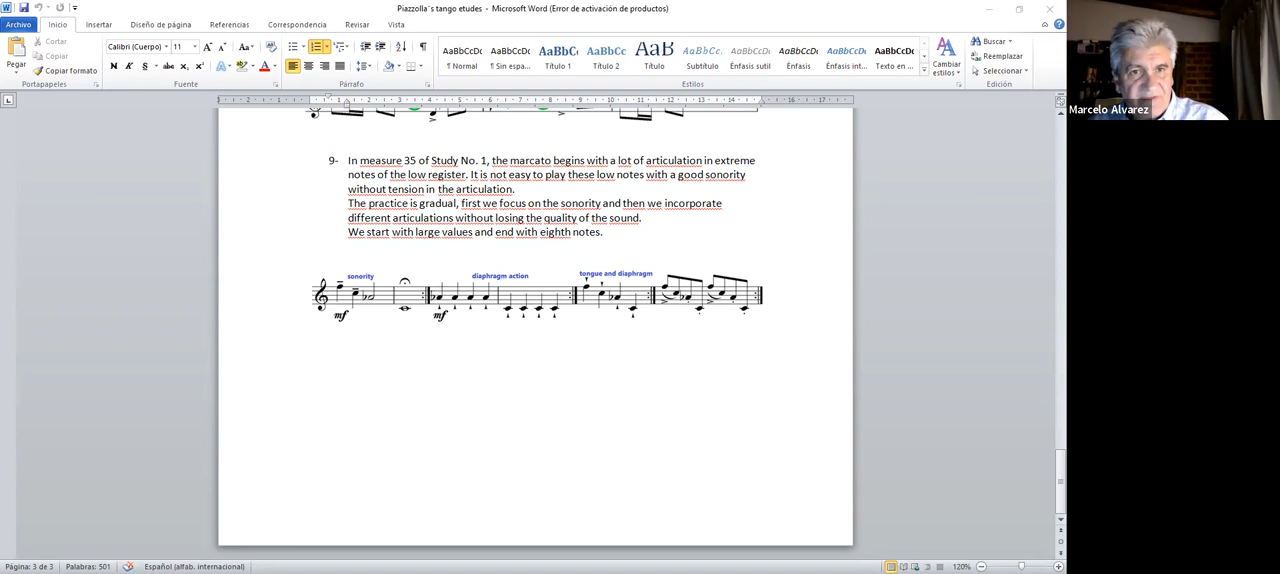 Piazzolla¨s tango etudes - Microsoft Word (Error de activación de productos)
Archivo Inicio Insertar Diseño de página Referencias Correspondencia Revisar Vista
Pegar
Cortar
Copiar
Copiar formato
Portapapeles
Calibri (Cuerpo) 11
N K S abc x₂ x²
Fuente
Párrafo
AaBbCcDc AaBbCcDc AaBbC AaBbCc AaB AaBbCc. AaBbCcDc AaBbCcDc AaBbCcDc AaBbCcDc
¶ Normal ¶ Sin espa... Título 1 Título 2 Título Subtítulo Énfasis sutil Énfasis Énfasis int... Texto en ...
Estilos
Cambiar
estilos
Buscar
Reemplazar
Seleccionar
Edición
Marcelo Alvarez
9- In measure 35 of Study No. 1, the marcato begins with a lot of articulation in extreme
notes of the low register. It is not easy to play these low notes with a good sonority
without tension in the articulation.
The practice is gradual, first we focus on the sonority and then we incorporate
different articulations without losing the quality of the sound.
We start with large values and end with eighth notes.
sonority diaphragm action tongue and diaphragm
mf mf
Página: 3 de 3 Palabras: 501 Español (alfab. internacional) 120%